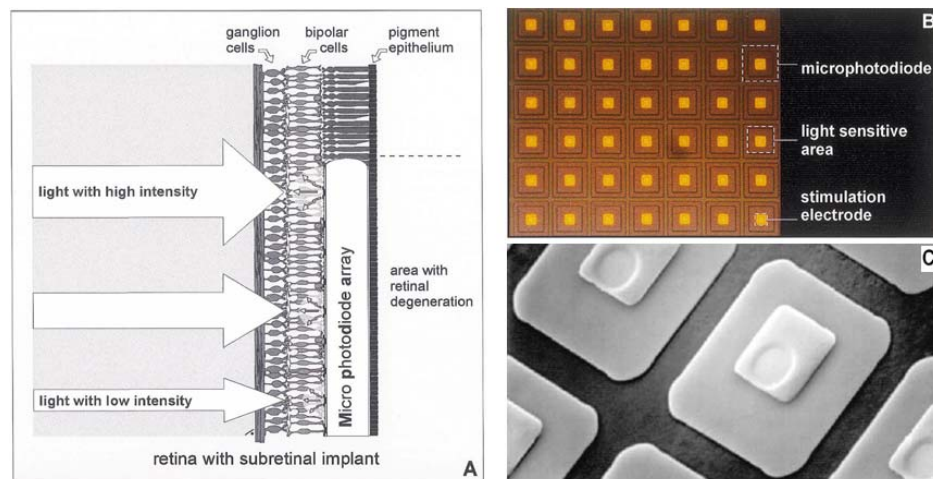 ganglion
cells
bipolar
cells
pigment
epithelium
light with high intensity
light with low intensity
Micro photodiode array
area with
retinal
degeneration
retina with subretinal implant
A
B
microphotodiode
light sensitive
area
stimulation
electrode
C